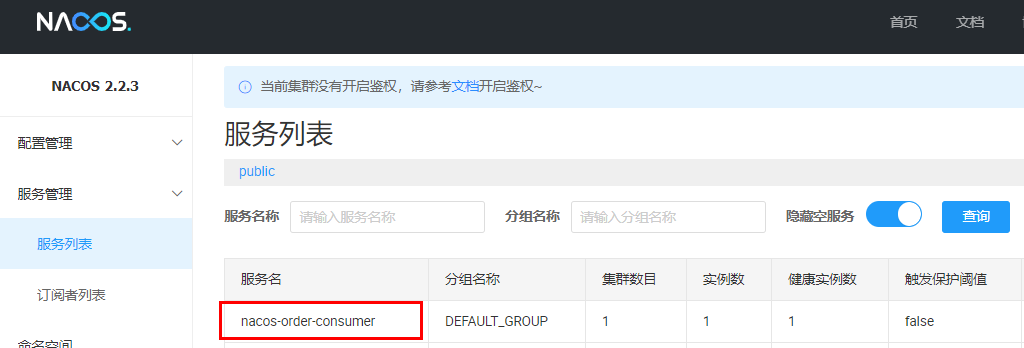 NACOS.
首页
文档
NACOS 2.2.3
当前集群没有开启鉴权，请参考文档开启鉴权~
配置管理
服务列表
public
服务管理
服务名称
请输入服务名称
分组名称
请输入分组名称
隐藏空服务
查询
服务列表
服务名
分组名称
集群数目
实例数
健康实例数
触发保护阈值
订阅者列表
nacos-order-consumer
DEFAULT_GROUP
1
1
1
false
命名空间